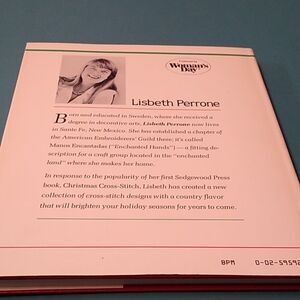 Woman's
Day
Lisbeth Perrone
Born and educated in Sweden, where she received a
degree in decorative arts, Lisbeth Perrone now lives
in Santa Fe, New Mexico. She has established a chapter of
the American Embroiderers' Guild there; it's called
Manos Encantadas ("Enchanted Hands") — a fitting de-
scription for a craft group located in the "enchanted
land" where she makes her home.
In response to the popularity of her first Sedgewood Press
book, Christmas Cross-Stitch, Lisbeth has created a new
collection of cross-stitch designs with a country flavor
that will brighten your holiday seasons for years to come.
BPM 0-02-5959